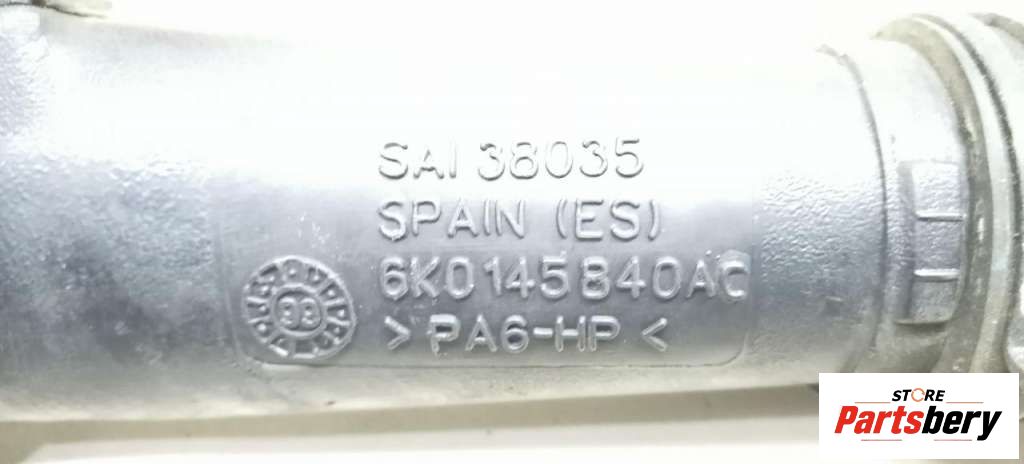 SAI 38035
SPAIN (ES)
6K0145840AC
> PA6-HP <
STORE
Partsbery